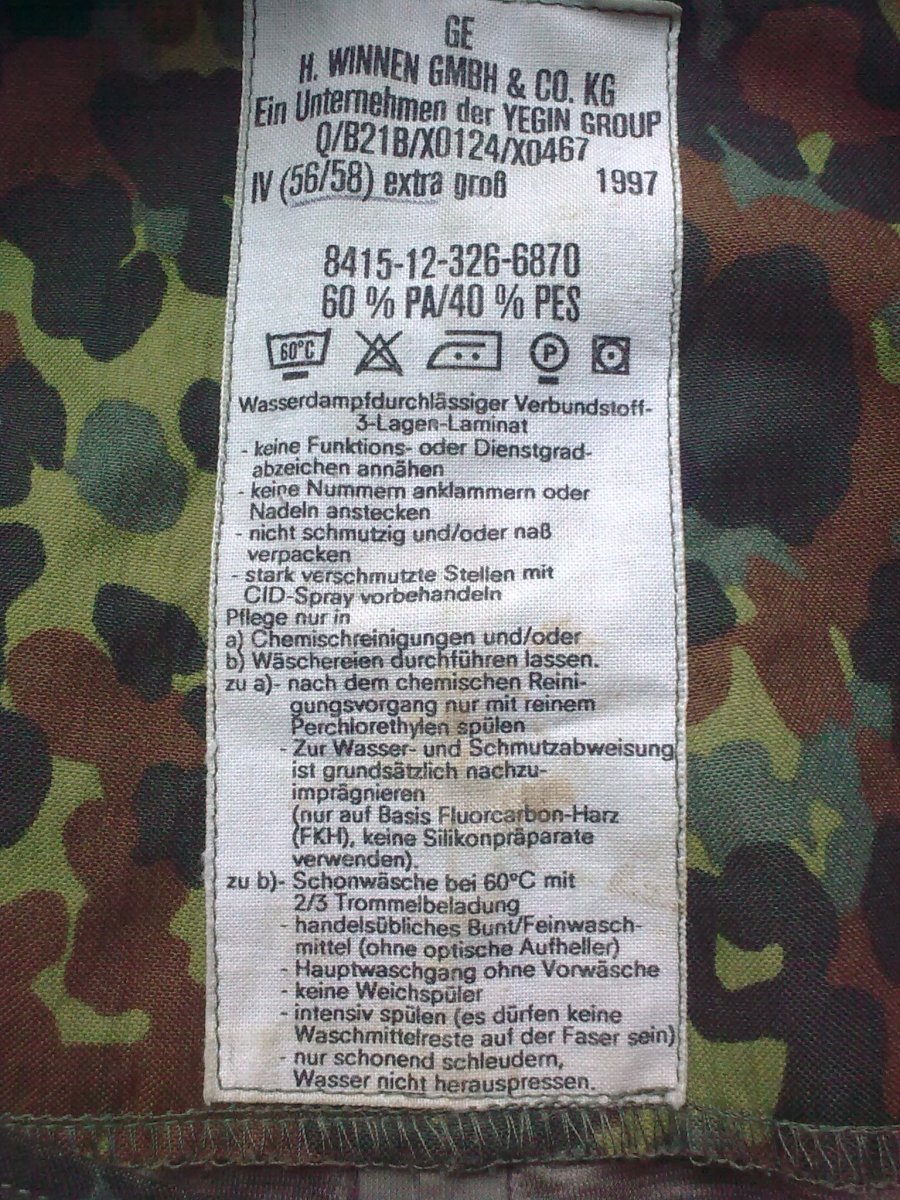 GE
H. WINNEN GMBH & CO. KG
Ein Unternehmen der YEGIN GROUP
Q/B21B/X0124/X0467
IV (56/58) extra groß 1997
8415-12-326-6870
60 % PA/40 % PES
60°C P
Wasserdampfdurchlässiger Verbundstoff-
3-Lagen-Laminat
- keine Funktions- oder Dienstgrad-
abzeichen annähen
- keine Nummern anklammern oder
Nadeln anstecken
- nicht schmutzig und/oder naß
verpacken
- stark verschmutzte Stellen mit
CID-Spray vorbehandeln
Pflege nur in
a) Chemischreinigungen und/oder
b) Wäschereien durchführen lassen.
zu a)- nach dem chemischen Reini-
gungsvorgang nur mit reinem
Perchlorethylen spülen
- Zur Wasser- und Schmutzabweisung
ist grundsätzlich nachzu-
imprägnieren
(nur auf Basis Fluorcarbon-Harz
(FKH), keine Silikonpräparate
verwenden).
zu b)- Schonwäsche bei 60°C mit
2/3 Trommelbeladung
- handelsübliches Bunt/Feinwasch-
mittel (ohne optische Aufheller)
- Hauptwaschgang ohne Vorwäsche
- keine Weichspüler
- intensiv spülen (es dürfen keine
Waschmittelreste auf der Faser sein)
- nur schonend schleudern,
Wasser nicht herauspressen.